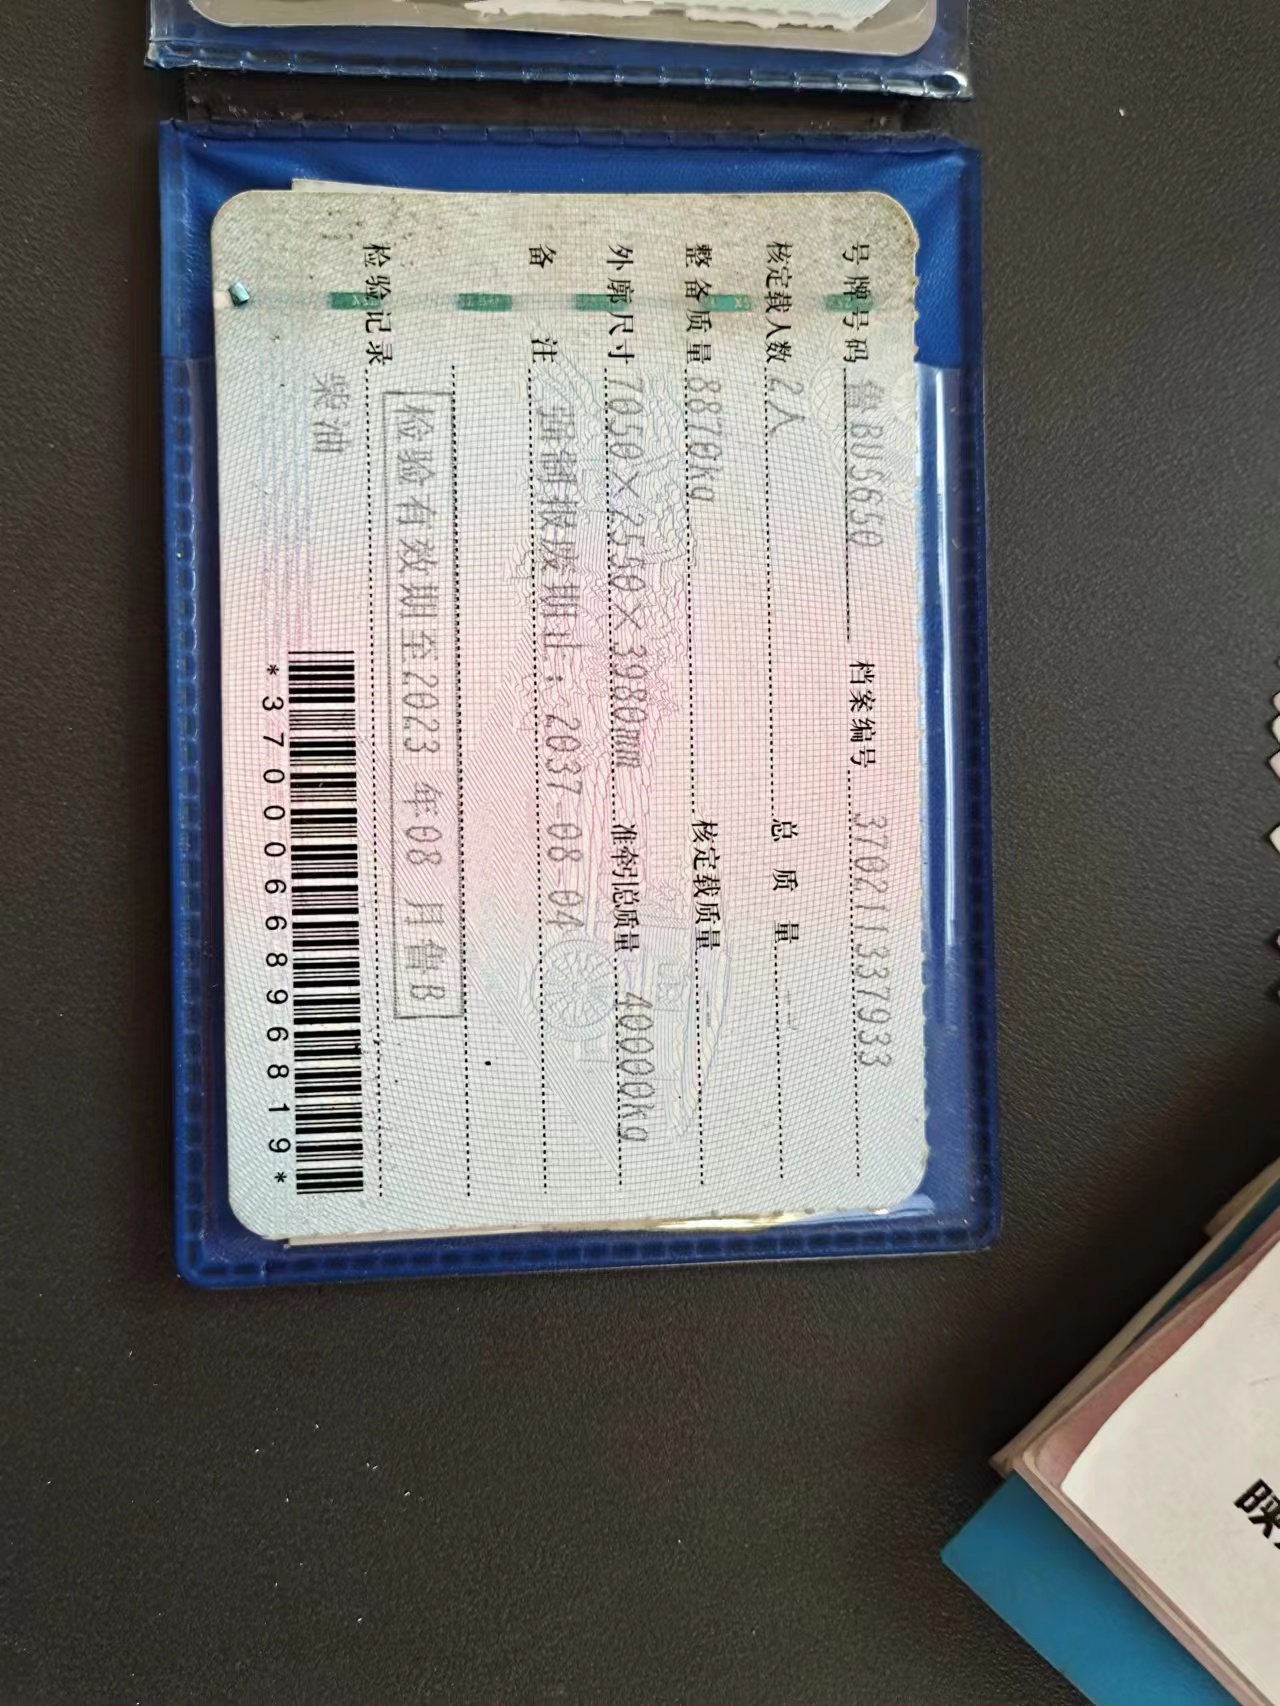 号牌号码 鲁BUS650 档案编号 370211337933
核定载人数 2人 总质量 --
整备质量 8870kg 核定载质量 --
外廓尺寸 7050×2550×3980mm 准牵引总质量 40000kg
备注 强制报废期止：2037-08-04
检验有效期至2023年08月鲁B
检验记录
柴油
*3700066896819*
陕